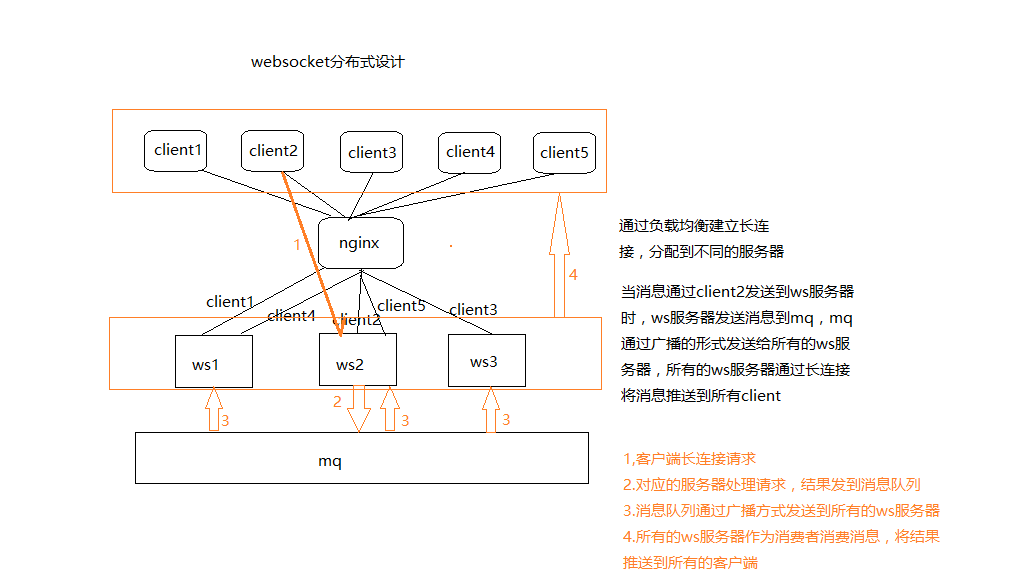 websocket分布式设计
client1
client2
client3
client4
client5
nginx
1
client1
client4
client2
client5
client3
4
ws1
ws2
ws3
3
2
3
3
mq
通过负载均衡建立长连
接，分配到不同的服务器
当消息通过client2发送到ws服务器
时，ws服务器发送消息到mq，mq
通过广播的形式发送给所有的ws服
务器，所有的ws服务器通过长连接
将消息推送到所有client
1,客户端长连接请求
2.对应的服务器处理请求，结果发到消息队列
3.消息队列通过广播方式发送到所有的ws服务器
4.所有的ws服务器作为消费者消费消息，将结果
推送到所有的客户端